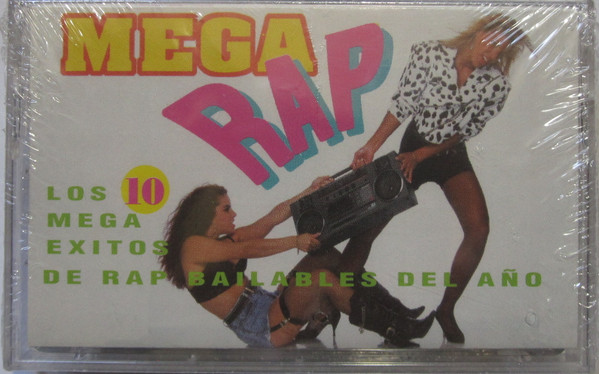 MEGA
RAP
LOS 10
MEGA
EXITOS
DE RAP BAILABLES DEL AÑO